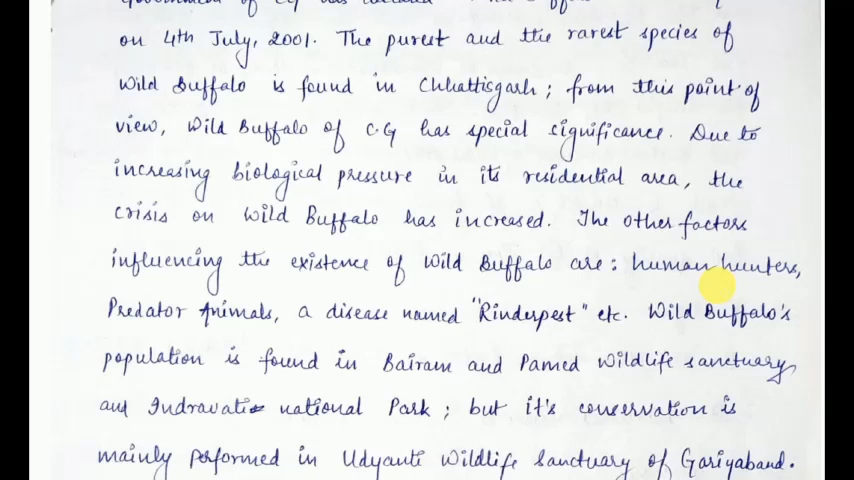 Government of CG has
on 4th July, 2001. The purest and the rarest species of
Wild Buffalo is found in Chhattisgarh; from this point of
view, Wild Buffalo of C.G has special significance. Due to
increasing biological pressure in its residential area, the
crisis on Wild Buffalo has increased. The other factors
influencing the existence of Wild Buffalo are: human hunters,
Predator Animals, a disease named "Rinderpest" etc. Wild Buffalo's
population is found in Bairam and Pamed Wildlife sanctuary
and Indravati national Park; but it's conservation is
mainly performed in Udyanti Wildlife Sanctuary of Gariyaband.